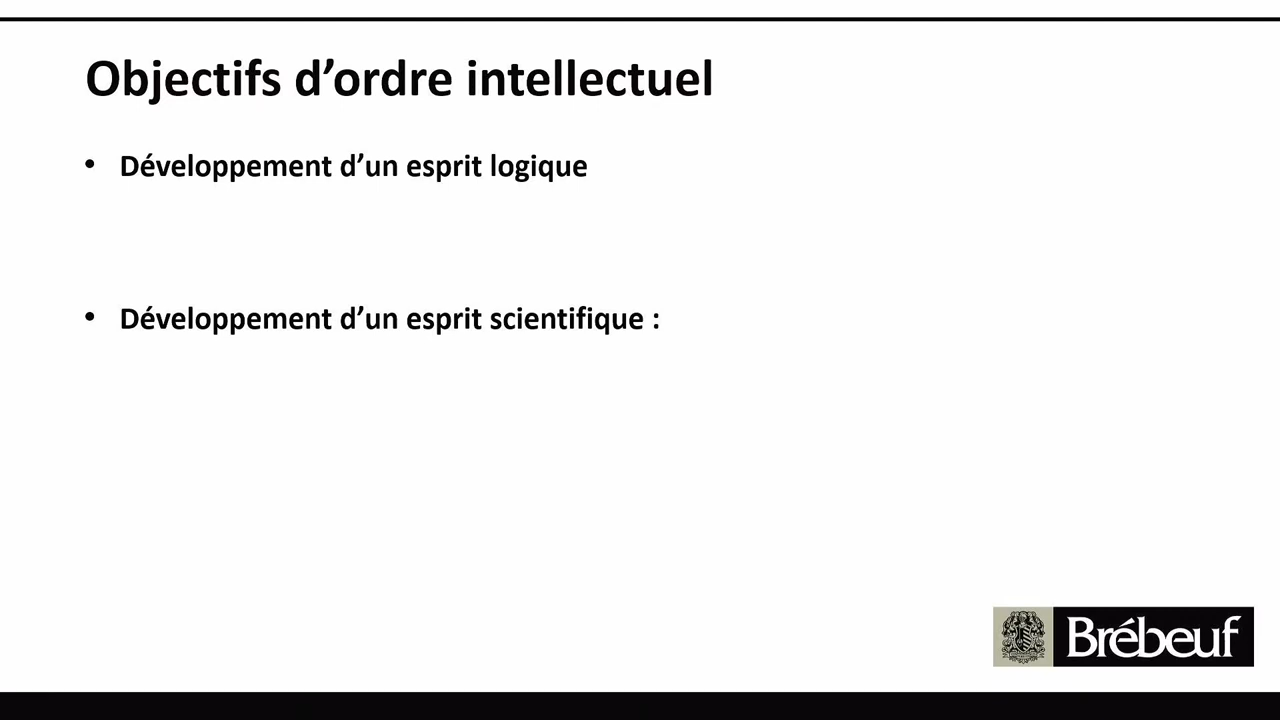 Objectifs d’ordre intellectuel
• Développement d’un esprit logique
• Développement d’un esprit scientifique :
Brébeuf